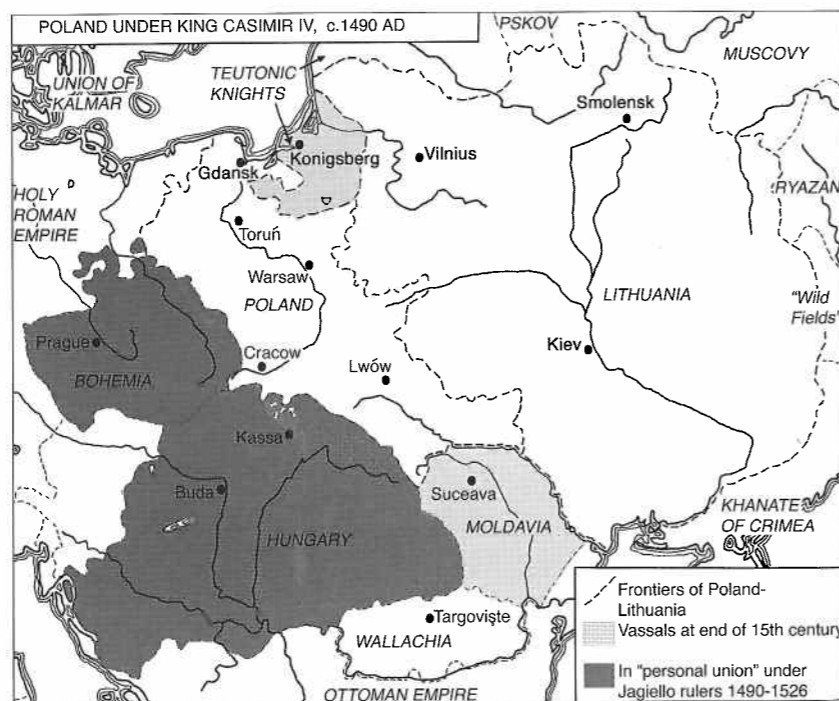 POLAND UNDER KING CASIMIR IV, c.1490 AD
PSKOV
MUSCOVY
UNION OF
KALMAR
TEUTONIC
KNIGHTS
Smolensk
Konigsberg
Vilnius
Gdansk
RYAZAN
HOLY
ROMAN
EMPIRE
Toruń
Warsaw
POLAND
LITHUANIA
"Wild
Fields"
Prague
BOHEMIA
Cracow
Lwów
Kiev
Kassa
Buda
Suceava
MOLDAVIA
HUNGARY
KHANATE
OF CRIMEA
Targovişte
WALLACHIA
OTTOMAN EMPIRE
Frontiers of Poland-
Lithuania
Vassals at end of 15th century
In "personal union" under
Jagiello rulers 1490-1526